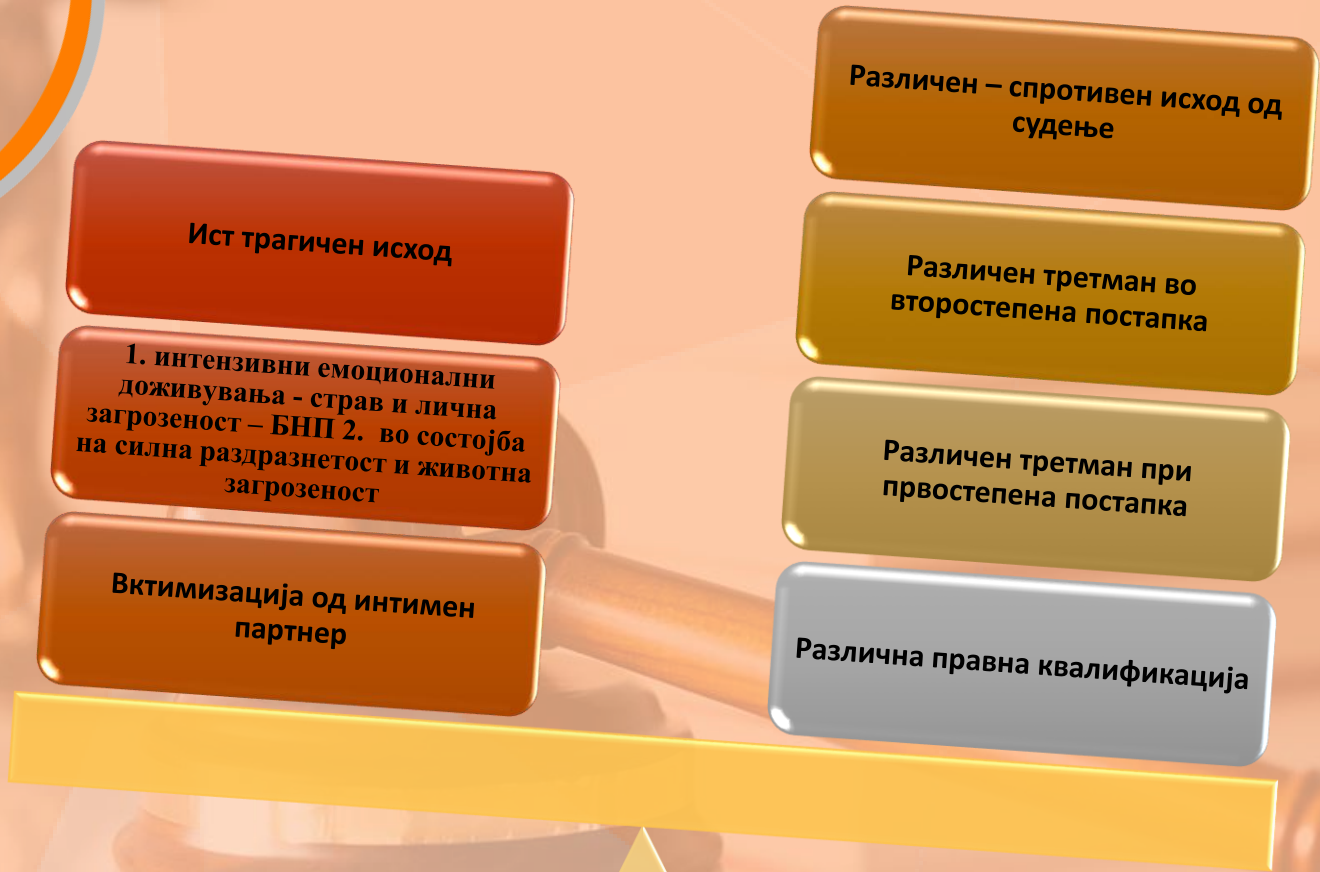 Ист трагичен исход
1. интензивни емоционални
доживувања - страв и лична
загрозеност – БНП 2. во состојба
на силна раздразнетост и животна
загрозеност
Вктимизација од интимен
партнер
Различен – спротивен исход од
судење
Различен третман во
второстепена постапка
Различен третман при
првостепена постапка
Различна правна квалификација